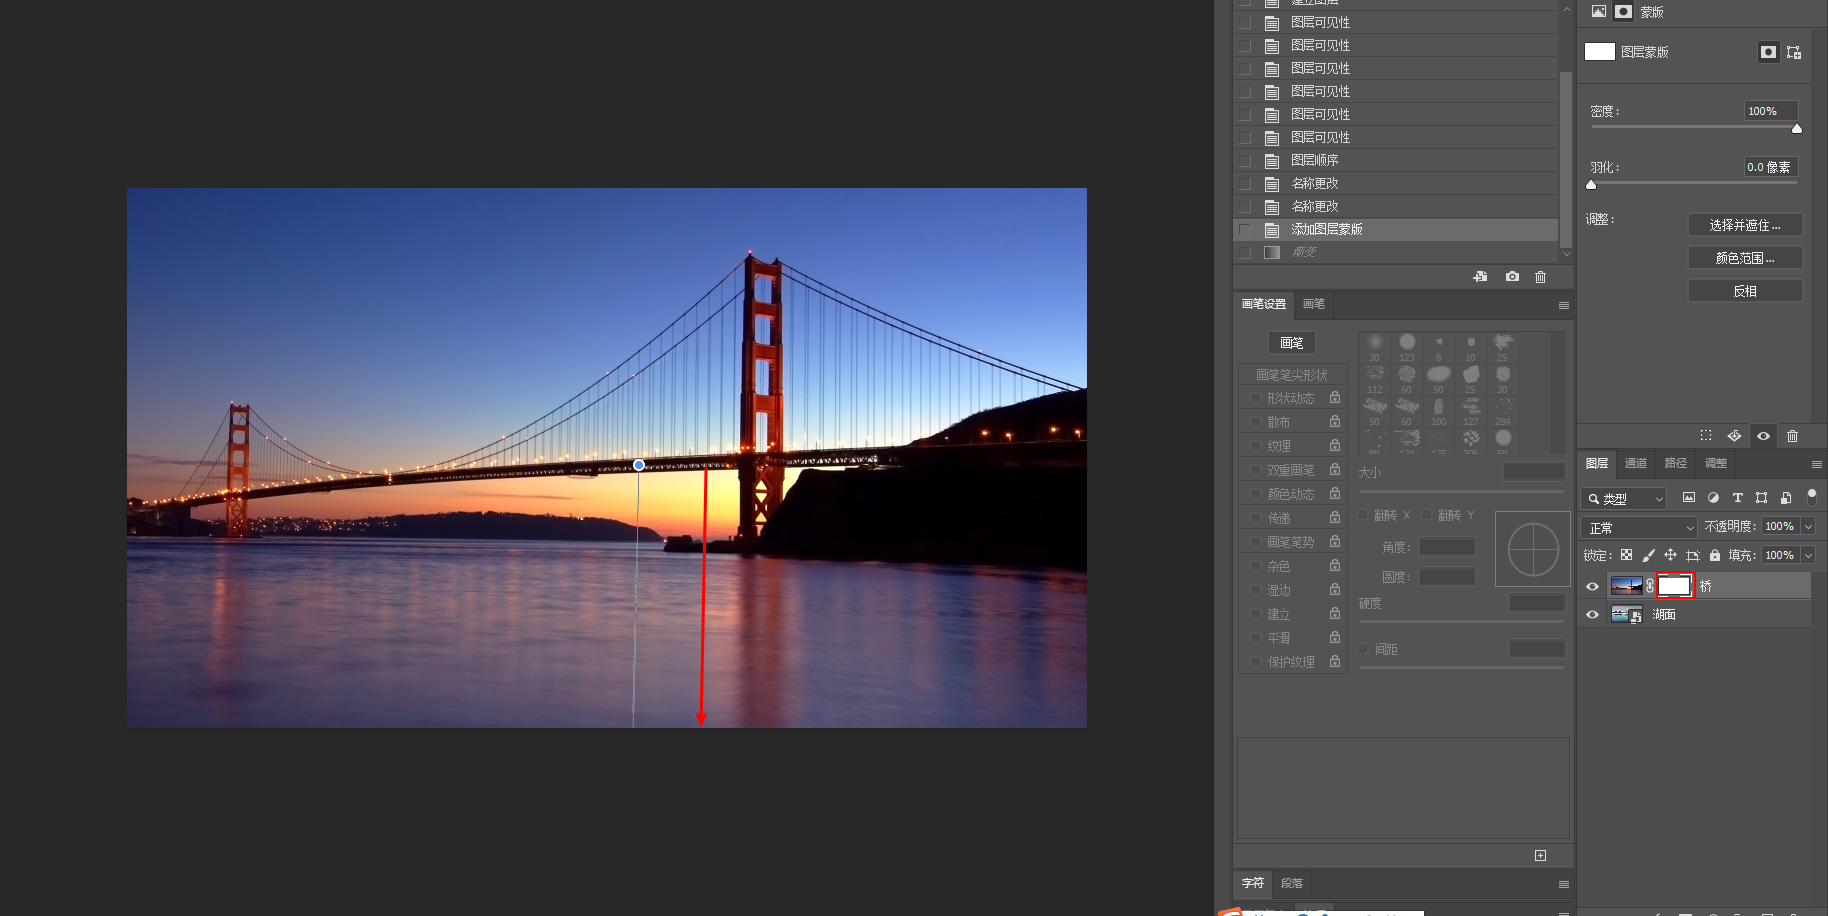 图层可见性
图层可见性
图层可见性
图层可见性
图层可见性
图层可见性
图层顺序
名称更改
名称更改
添加图层蒙版
渐变
画笔设置 画笔
画笔
30 123 8 10 25
112 60 50 25 30
50 60 100 127 284
画笔笔尖形状
形状动态
散布
纹理
双重画笔
颜色动态
传递
画笔笔势
杂色
湿边
建立
平滑
保护纹理
大小
翻转 X 翻转 Y
角度:
圆度:
硬度
间距
字符 段落
蒙版
图层蒙版
密度: 100%
羽化: 0.0 像素
调整:
选择并遮住...
颜色范围...
反相
图层 通道 路径 调整
类型
正常 不透明度: 100%
锁定: 填充: 100%
桥
湖面